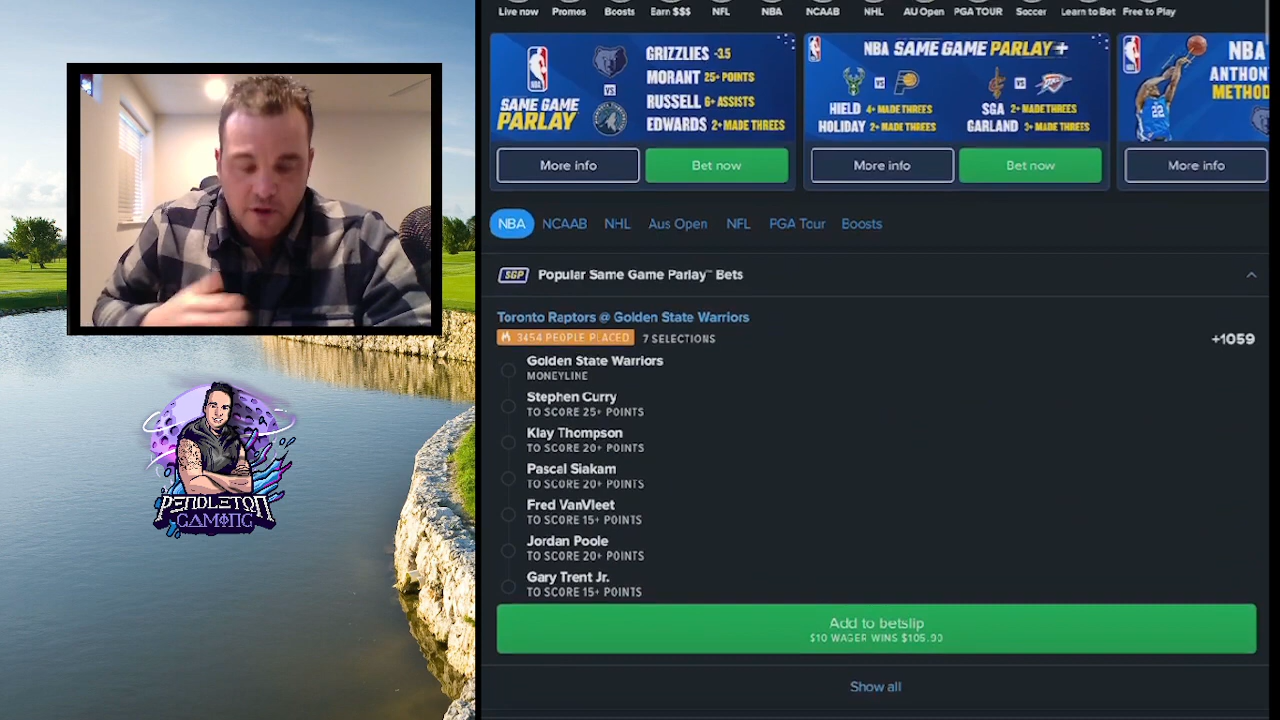 Live now Promos Boosts Earn $$$ NFL NBA NCAAB NHL AU Open PGA TOUR Soccer Learn to Bet Free to Play
SAME GAME
PARLAY
VS
GRIZZLIES -3.5
MORANT 25+ POINTS
RUSSELL 6+ ASSISTS
EDWARDS 2+ MADE THREES
More info
Bet now
NBA SAME GAME PARLAY+
VS
VS
HIELD 4+ MADE THREES
HOLIDAY 2+ MADE THREES
SGA 2+ MADE THREES
GARLAND 3+ MADE THREES
More info
Bet now
NBA
ANTHON
METHOD
22
More info
NBA NCAAB NHL Aus Open NFL PGA Tour Boosts
SGP Popular Same Game Parlay™ Bets
Toronto Raptors @ Golden State Warriors
3454 PEOPLE PLACED 7 SELECTIONS
+1059
Golden State Warriors
MONEYLINE
Stephen Curry
TO SCORE 25+ POINTS
Klay Thompson
TO SCORE 20+ POINTS
Pascal Siakam
TO SCORE 20+ POINTS
Fred VanVleet
TO SCORE 15+ POINTS
Jordan Poole
TO SCORE 20+ POINTS
Gary Trent Jr.
TO SCORE 15+ POINTS
Add to betslip
$10 WAGER WINS $105.90
Show all
PENDLETON
GAMING